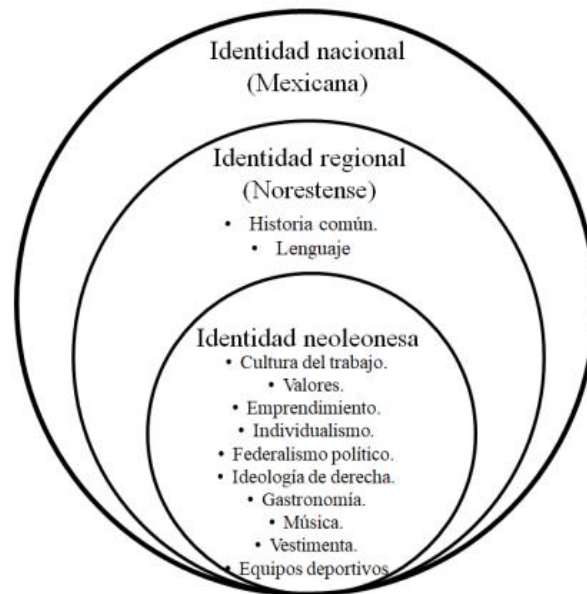 Identidad nacional
(Mexicana)
Identidad regional
(Norestense)
• Historia común.
• Lenguaje
Identidad neoleonesa
• Cultura del trabajo.
• Valores.
• Emprendimiento.
• Individualismo.
• Federalismo político.
• Ideología de derecha.
• Gastronomía.
• Música.
• Vestimenta.
• Equipos deportivos